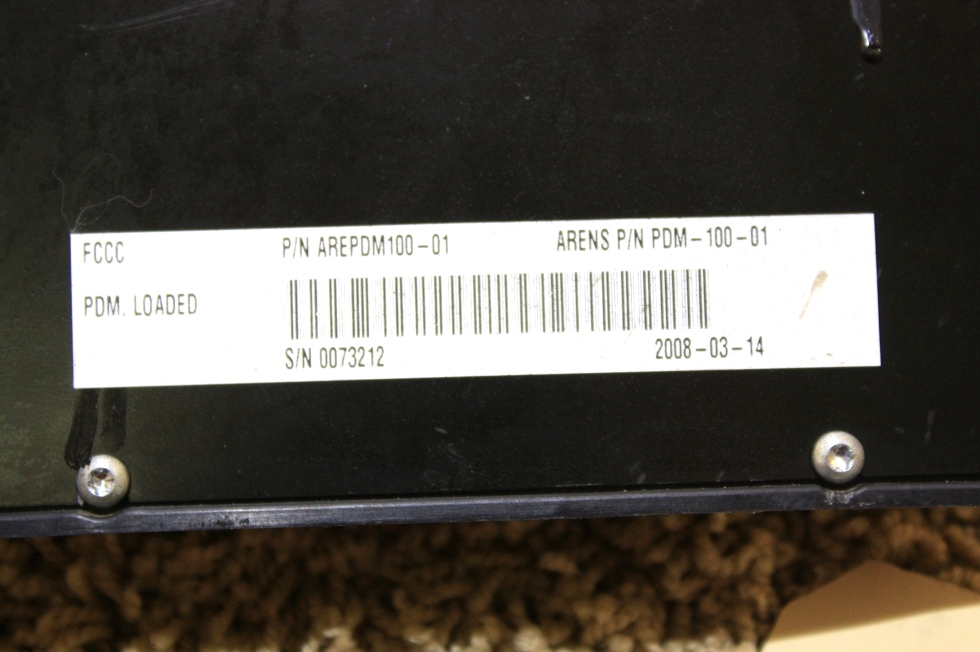 FCCC P/N AREPDM100-01 ARENS P/N PDM-100-01
PDM, LOADED
S/N 0073212 2008-03-14